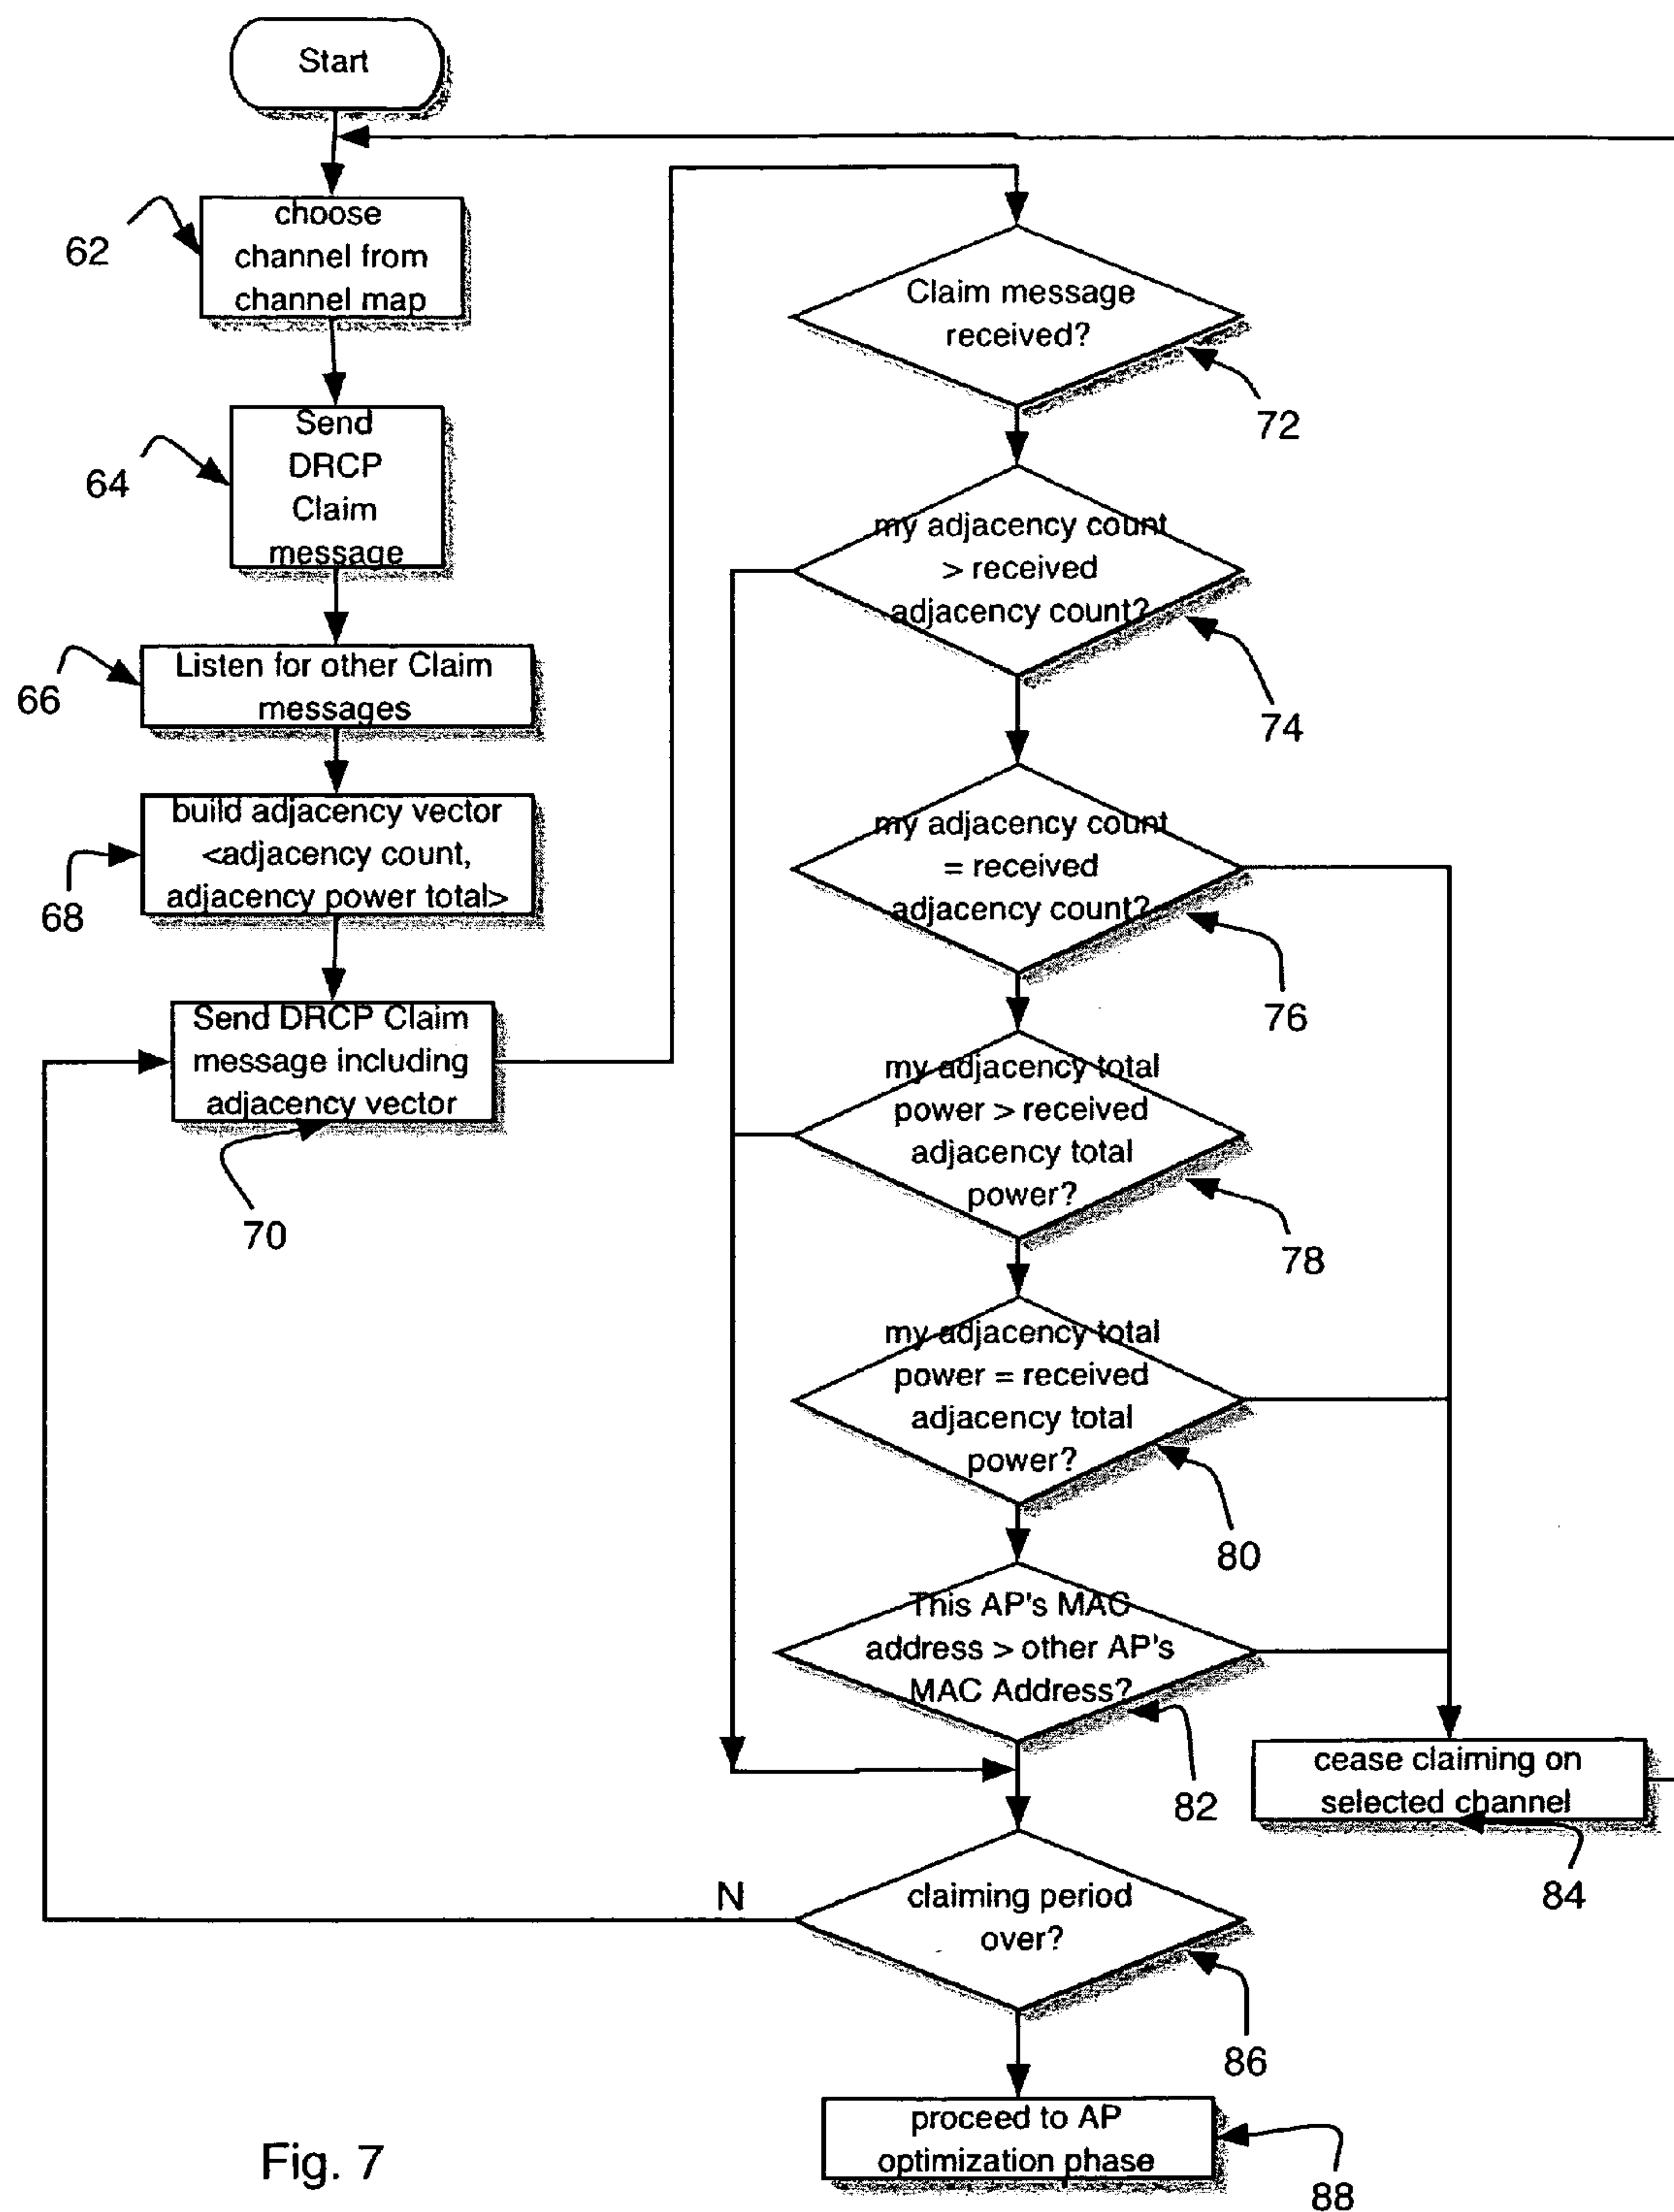 Start
choose
channel from
channel map
62
Send
DRCP
Claim
message
64
Listen for other Claim
messages
66
build adjacency vector
<adjacency count,
adjacency power total>
68
Send DRCP Claim
message including
adjacency vector
70
Claim message
received?
72
my adjacency count
> received
adjacency count?
74
my adjacency count
= received
adjacency count?
76
my adjacency total
power > received
adjacency total
power?
78
my adjacency total
power = received
adjacency total
power?
80
This AP's MAC
address > other AP's
MAC Address?
82
cease claiming on
selected channel
84
N
claiming period
over?
86
proceed to AP
optimization phase
88
Fig. 7